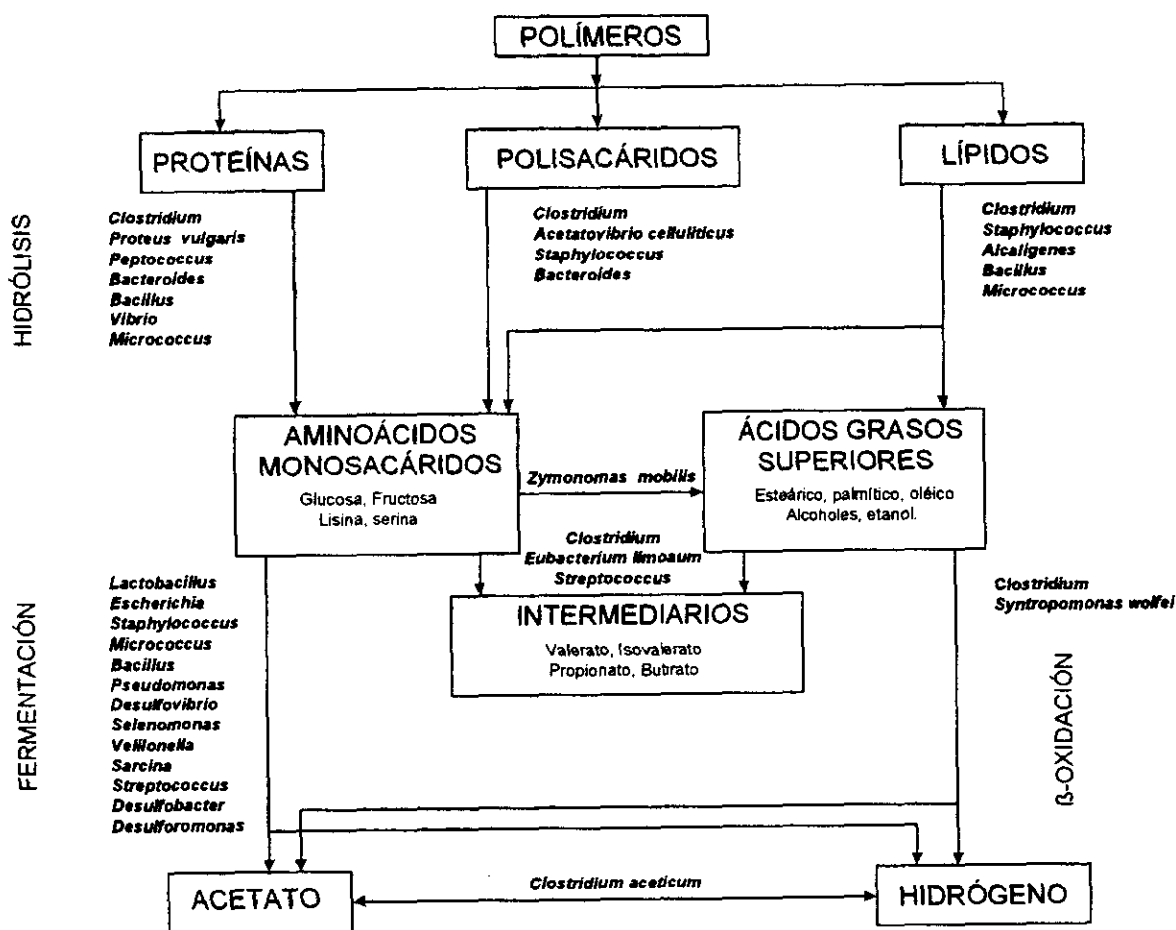 POLÍMEROS
PROTEÍNAS
POLISACÁRIDOS
LÍPIDOS
HIDRÓLISIS
Clostridium
Proteus vulgaris
Peptococcus
Bacteroides
Bacillus
Vibrio
Micrococcus
Clostridium
Acetatovibrio celluliticus
Staphylococcus
Bacteroides
Clostridium
Staphylococcus
Alcaligenes
Bacillus
Micrococcus
AMINOÁCIDOS
MONOSACÁRIDOS
Glucosa, Fructosa
Lisina, serina
Zymonomas mobilis
ÁCIDOS GRASOS
SUPERIORES
Esteárico, palmítico, oléico
Alcoholes, etanol.
Clostridium
Eubacterium limoaum
Streptococcus
INTERMEDIARIOS
Valerato, Isovalerato
Propionato, Butirato
FERMENTACIÓN
Lactobacillus
Escherichia
Staphylococcus
Micrococcus
Bacillus
Pseudomonas
Desulfovibrio
Selenomonas
Veillonella
Sarcina
Streptococcus
Desulfobacter
Desulforomonas
Clostridium
Syntropomonas wolfei
ß-OXIDACIÓN
ACETATO
Clostridium aceticum
HIDRÓGENO